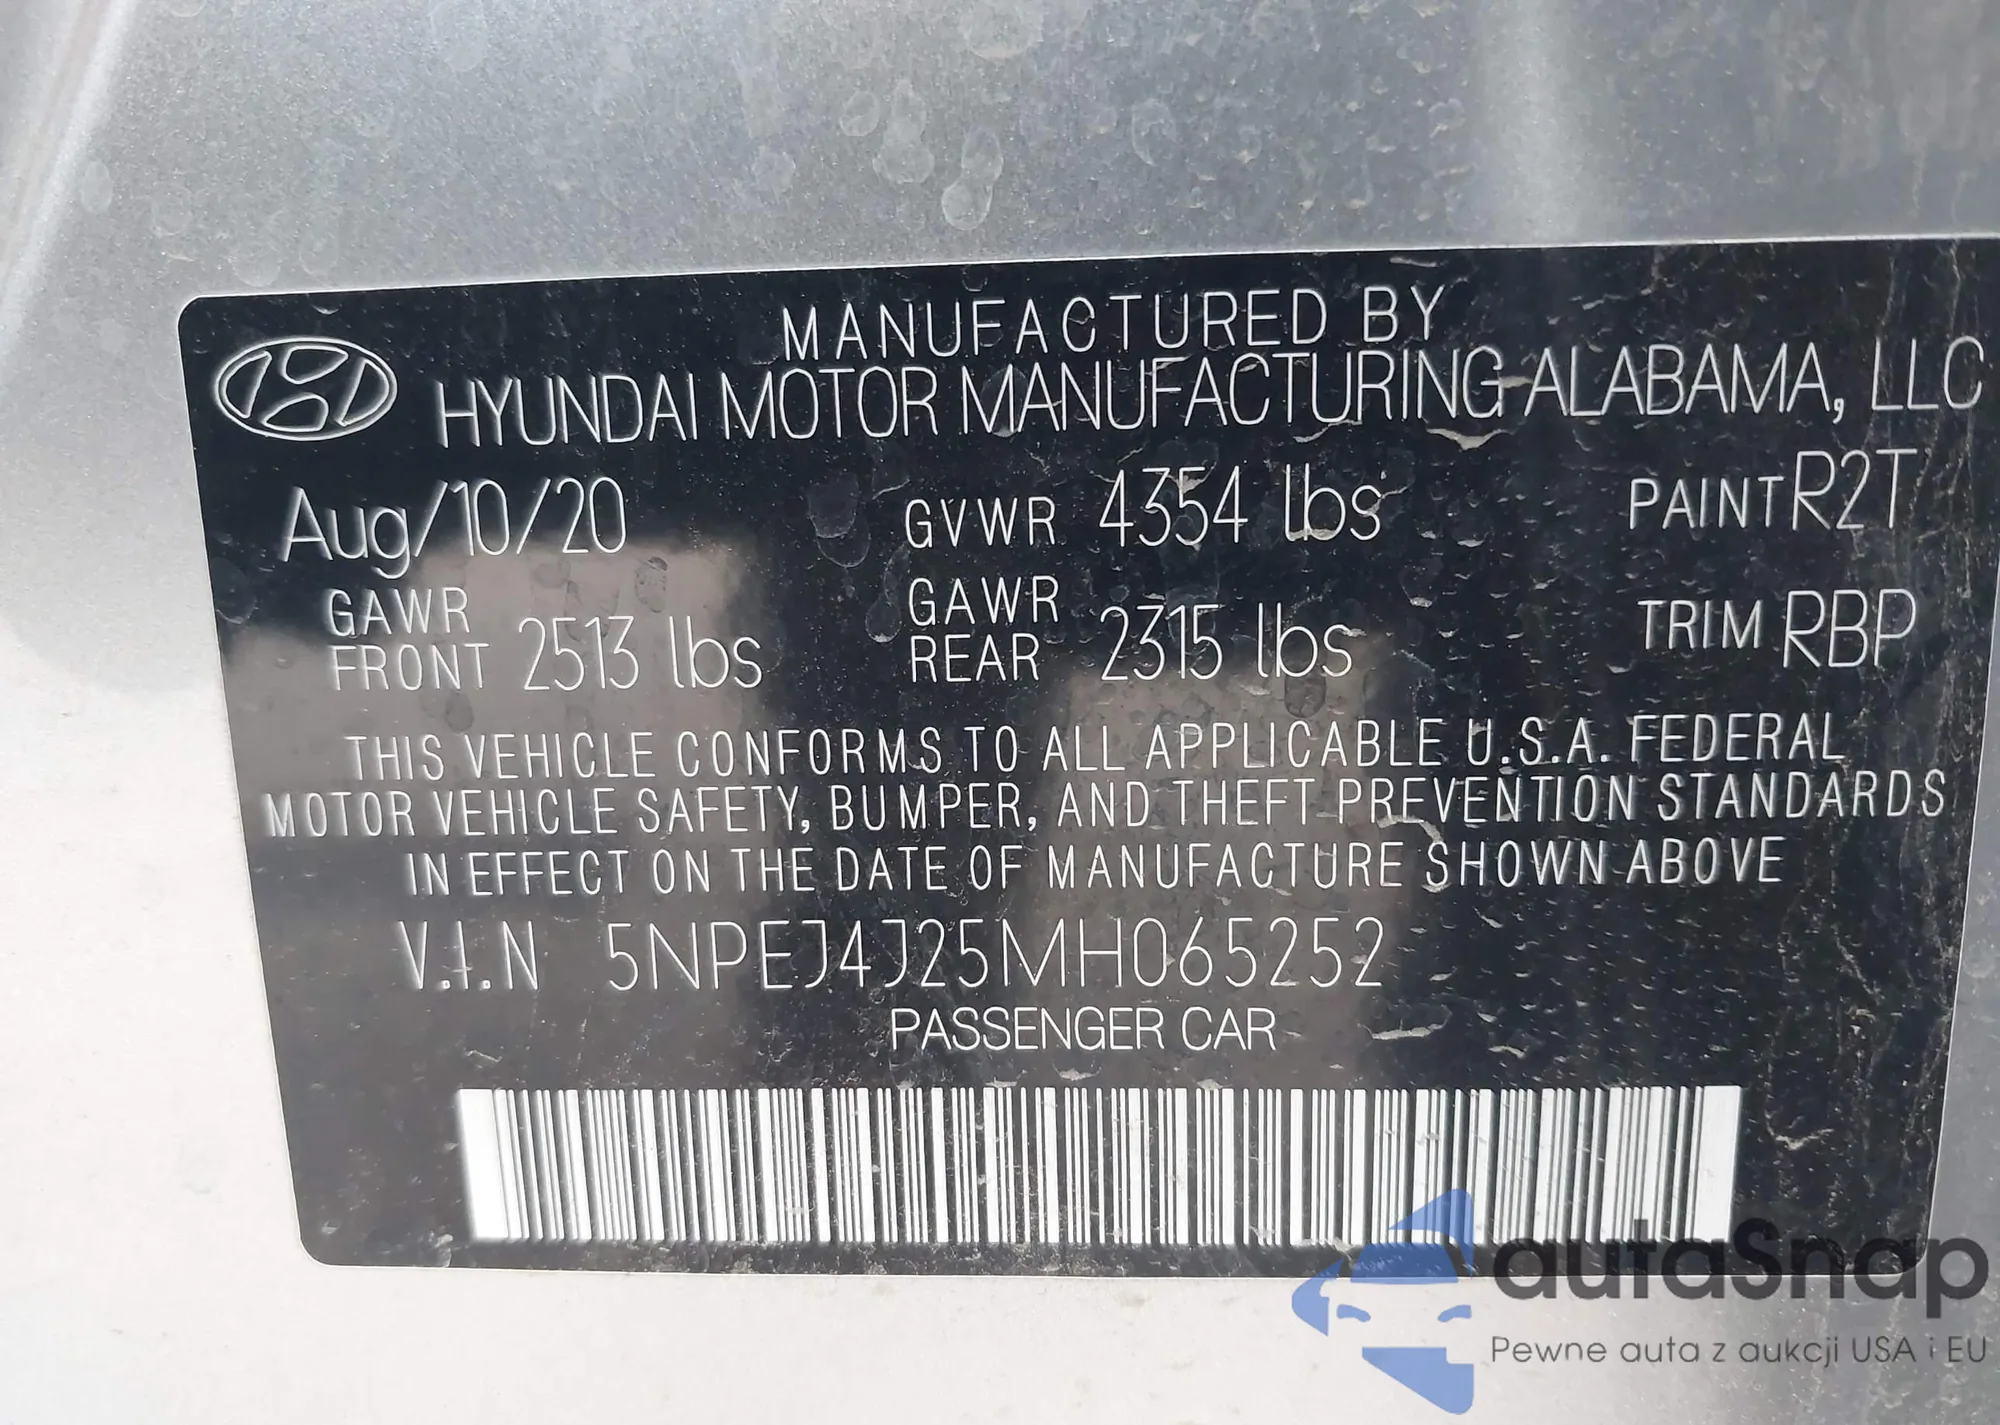 MANUFACTURED BY
HYUNDAI MOTOR MANUFACTURING ALABAMA, LLC
Aug/10/20 GVWR 4354 lbs PAINT R2T
GAWR FRONT 2513 lbs GAWR REAR 2315 lbs TRIM RBP
THIS VEHICLE CONFORMS TO ALL APPLICABLE U.S.A. FEDERAL
MOTOR VEHICLE SAFETY, BUMPER, AND THEFT PREVENTION STANDARDS
IN EFFECT ON THE DATE OF MANUFACTURE SHOWN ABOVE
V.I.N 5NPEJ4J25MH065252
PASSENGER CAR
autaSnap
Pewne auta z aukcji USA i EU